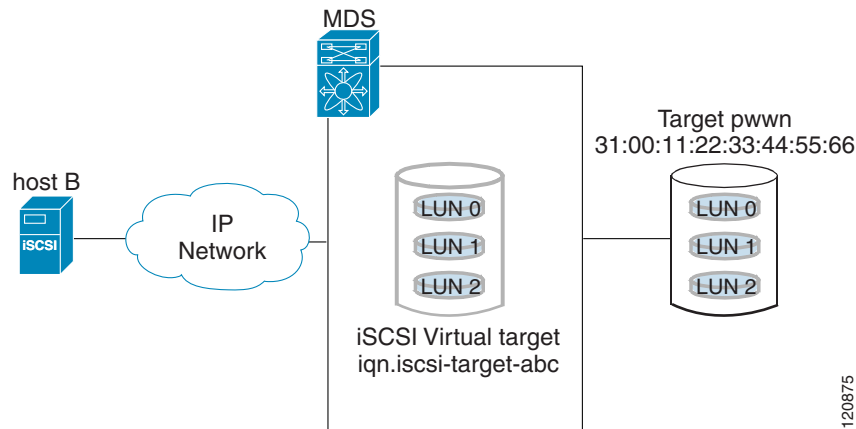 MDS
Target pwwn
31:00:11:22:33:44:55:66
host B
iSCSI
IP
Network
LUN 0
LUN 1
LUN 2
iSCSI Virtual target
iqn.iscsi-target-abc
LUN 0
LUN 1
LUN 2
120875